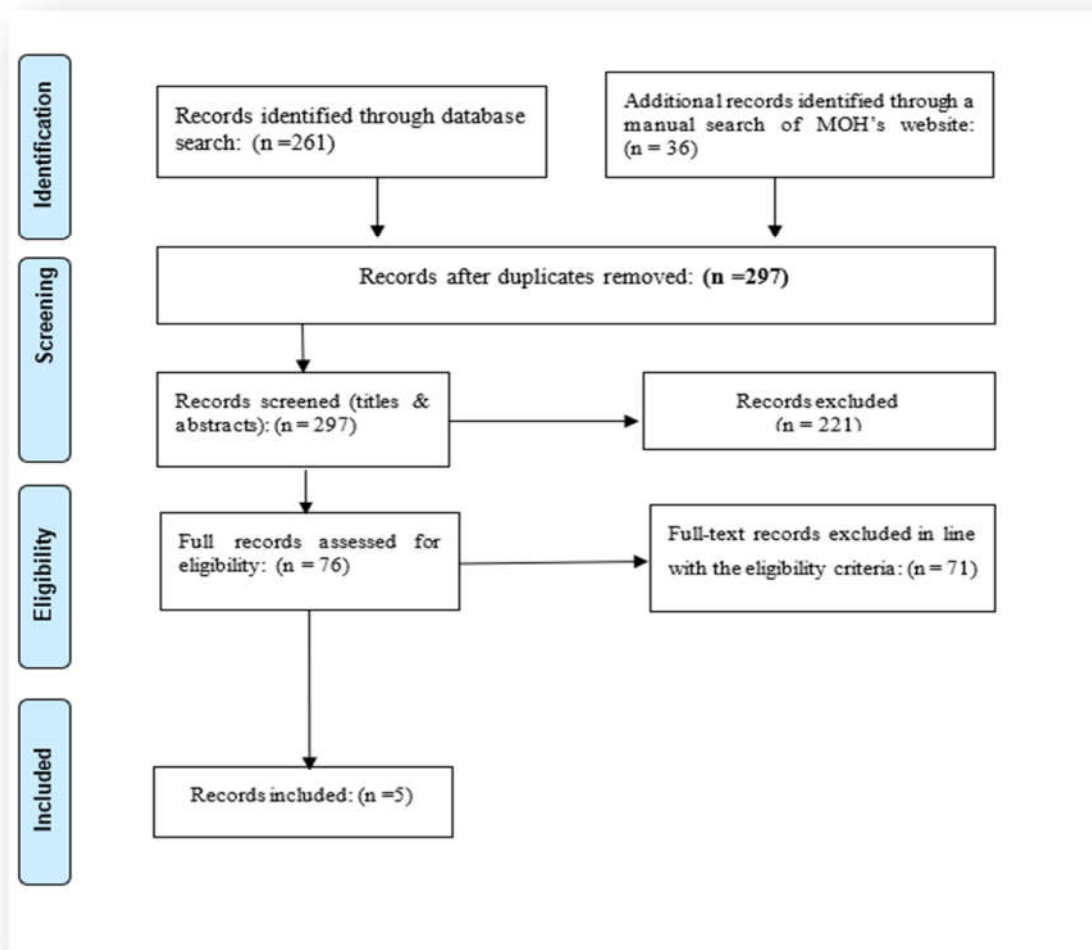 Identification
Records identified through database
search: (n =261)
Additional records identified through a
manual search of MOH's website:
(n = 36)
Screening
Records after duplicates removed: (n =297)
Records screened (titles &
abstracts): (n = 297)
Records excluded
(n = 221)
Eligibility
Full records assessed for
eligibility: (n = 76)
Full-text records excluded in line
with the eligibility criteria: (n = 71)
Included
Records included: (n =5)